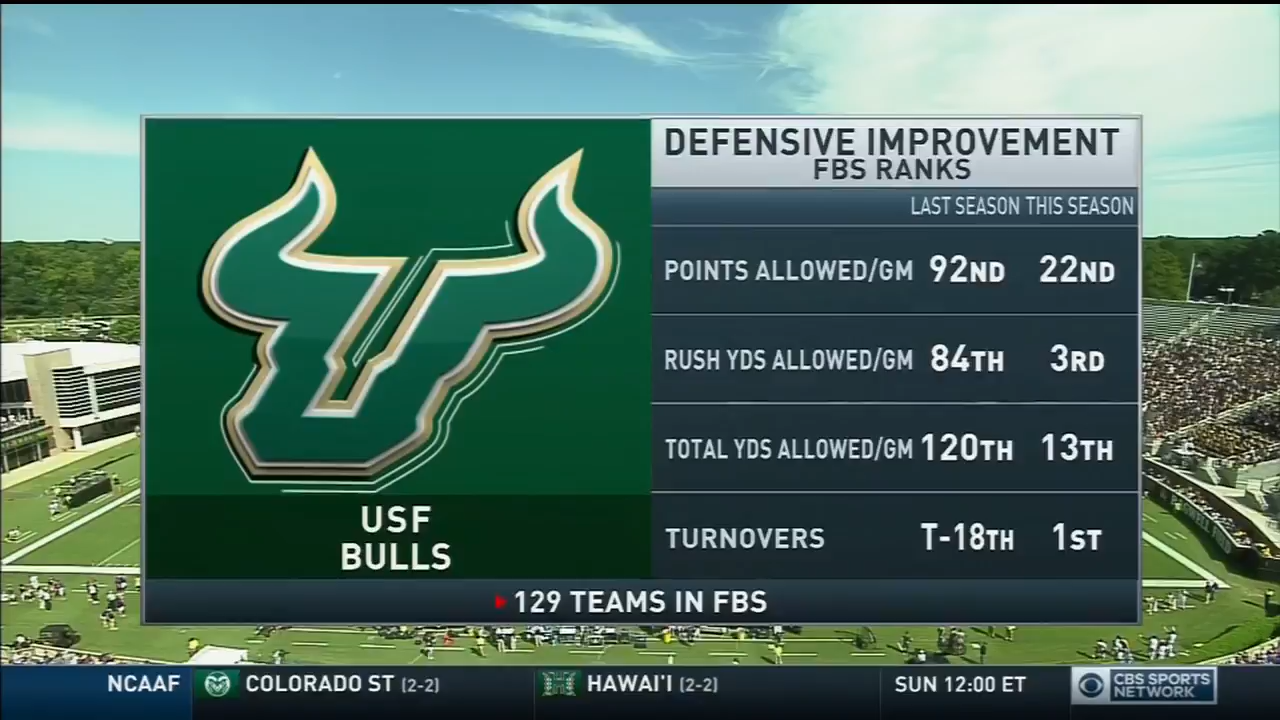 DEFENSIVE IMPROVEMENT
FBS RANKS
LAST SEASON THIS SEASON
POINTS ALLOWED/GM 92ND 22ND
RUSH YDS ALLOWED/GM 84TH 3RD
TOTAL YDS ALLOWED/GM 120TH 13TH
TURNOVERS T-18TH 1ST
USF
BULLS
129 TEAMS IN FBS
NCAAF COLORADO ST (2-2) HAWAI'I (2-2) SUN 12:00 ET CBS SPORTS
NETWORK